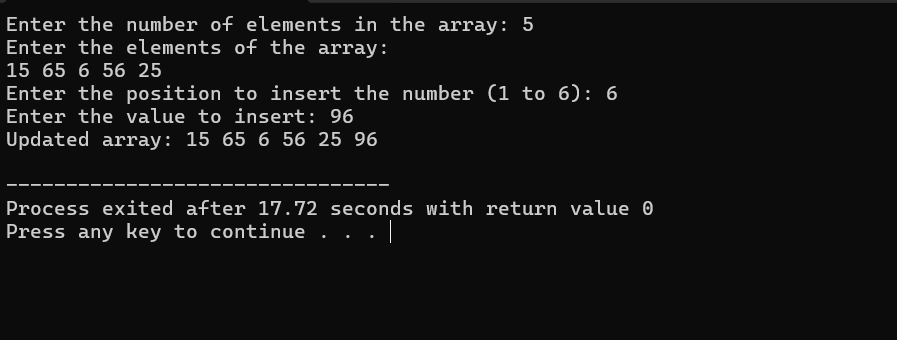 Enter the number of elements in the array: 5
Enter the elements of the array:
15 65 6 56 25
Enter the position to insert the number (1 to 6): 6
Enter the value to insert: 96
Updated array: 15 65 6 56 25 96
--------------------------------
Process exited after 17.72 seconds with return value 0
Press any key to continue . . .